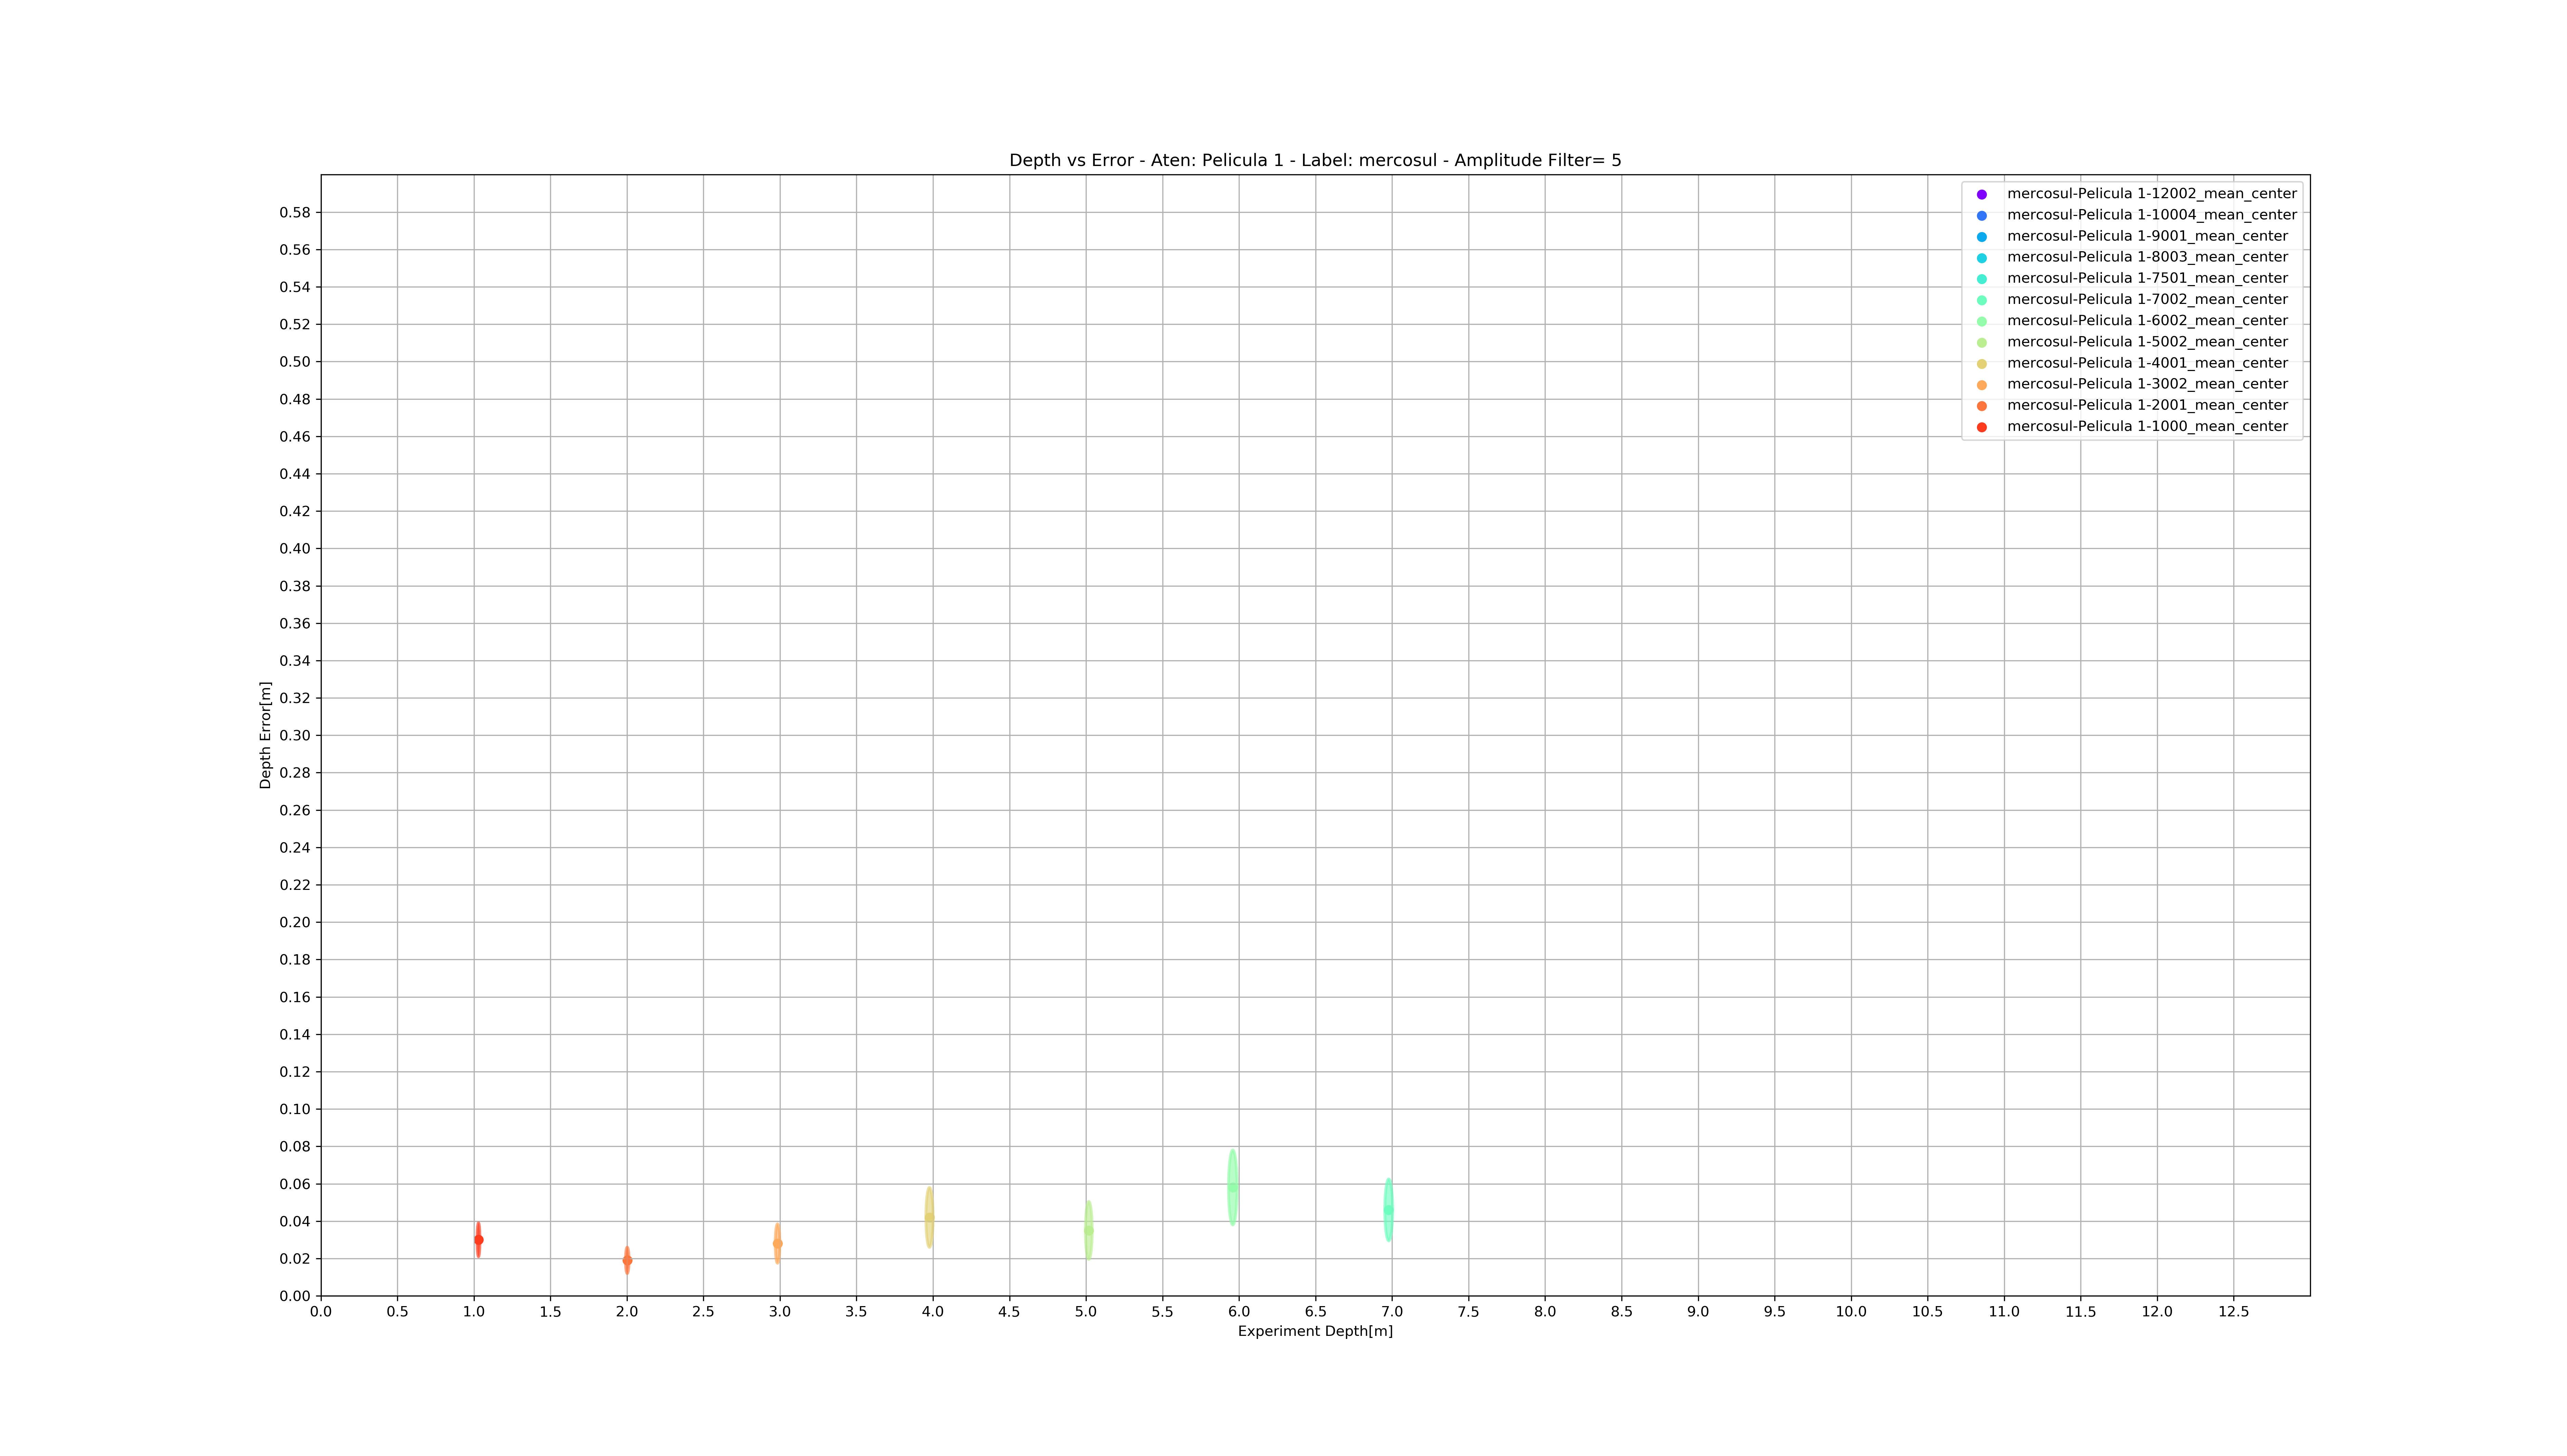 Depth vs Error - Aten: Pelicula 1 - Label: mercosul - Amplitude Filter= 5
mercosul-Pelicula 1-12002_mean_center
mercosul-Pelicula 1-10004_mean_center
mercosul-Pelicula 1-9001_mean_center
mercosul-Pelicula 1-8003_mean_center
mercosul-Pelicula 1-7501_mean_center
mercosul-Pelicula 1-7002_mean_center
mercosul-Pelicula 1-6002_mean_center
mercosul-Pelicula 1-5002_mean_center
mercosul-Pelicula 1-4001_mean_center
mercosul-Pelicula 1-3002_mean_center
mercosul-Pelicula 1-2001_mean_center
mercosul-Pelicula 1-1000_mean_center
Depth Error[m]
0.58
0.56
0.54
0.52
0.50
0.48
0.46
0.44
0.42
0.40
0.38
0.36
0.34
0.32
0.30
0.28
0.26
0.24
0.22
0.20
0.18
0.16
0.14
0.12
0.10
0.08
0.06
0.04
0.02
0.00
0.0 0.5 1.0 1.5 2.0 2.5 3.0 3.5 4.0 4.5 5.0 5.5 6.0 6.5 7.0 7.5 8.0 8.5 9.0 9.5 10.0 10.5 11.0 11.5 12.0 12.5
Experiment Depth[m]